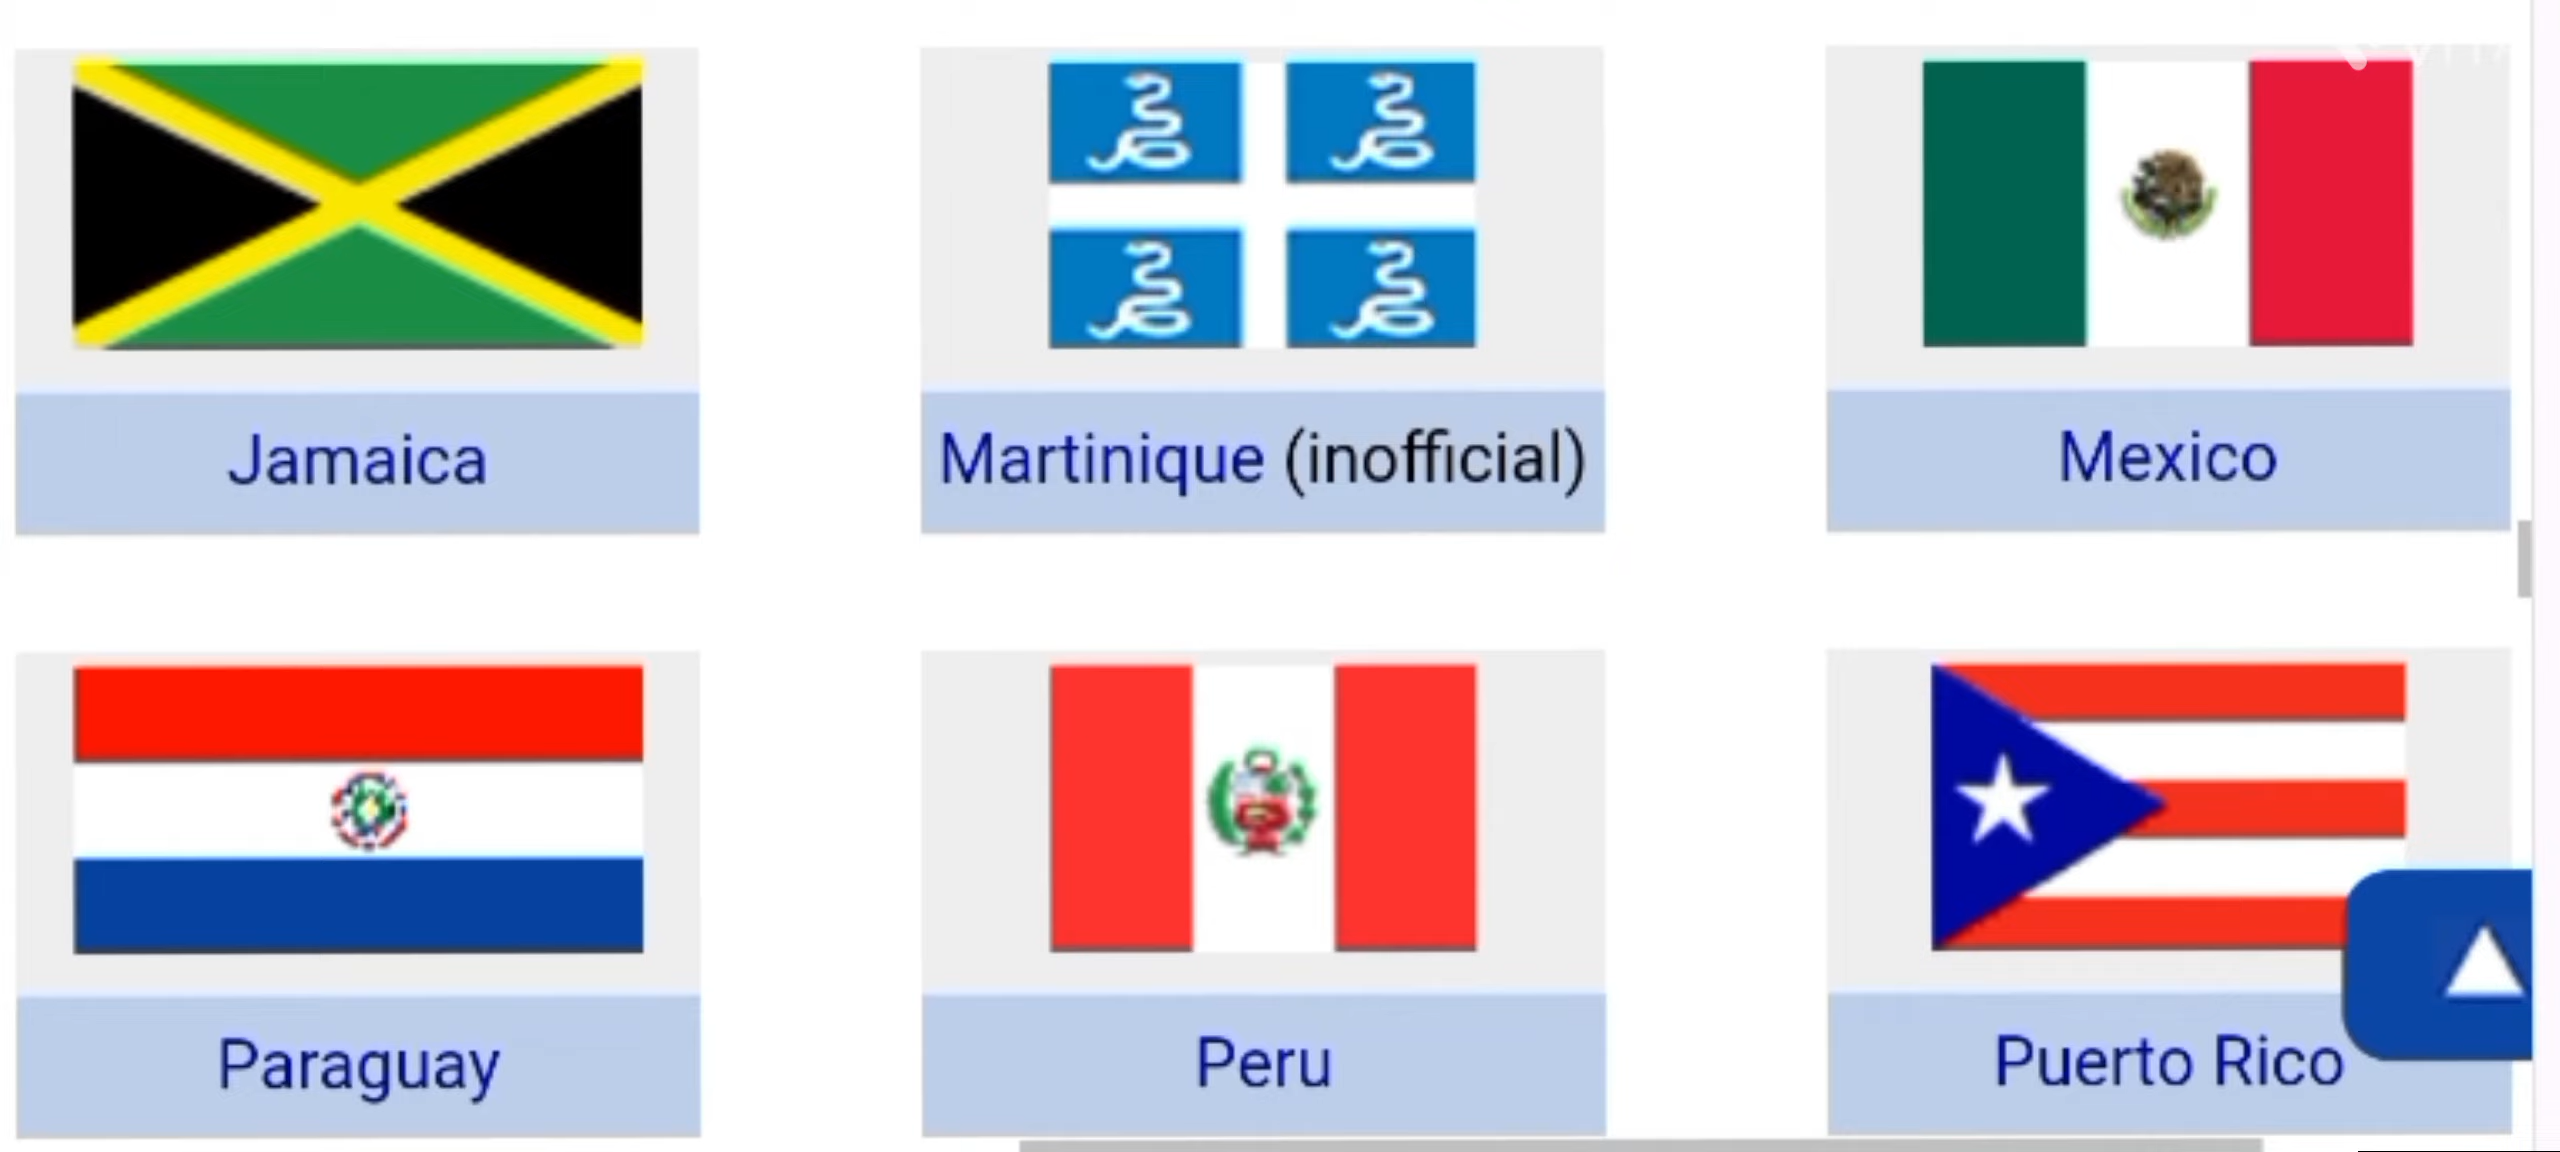 Jamaica
Martinique (inofficial)
Mexico
Paraguay
Peru
Puerto Rico